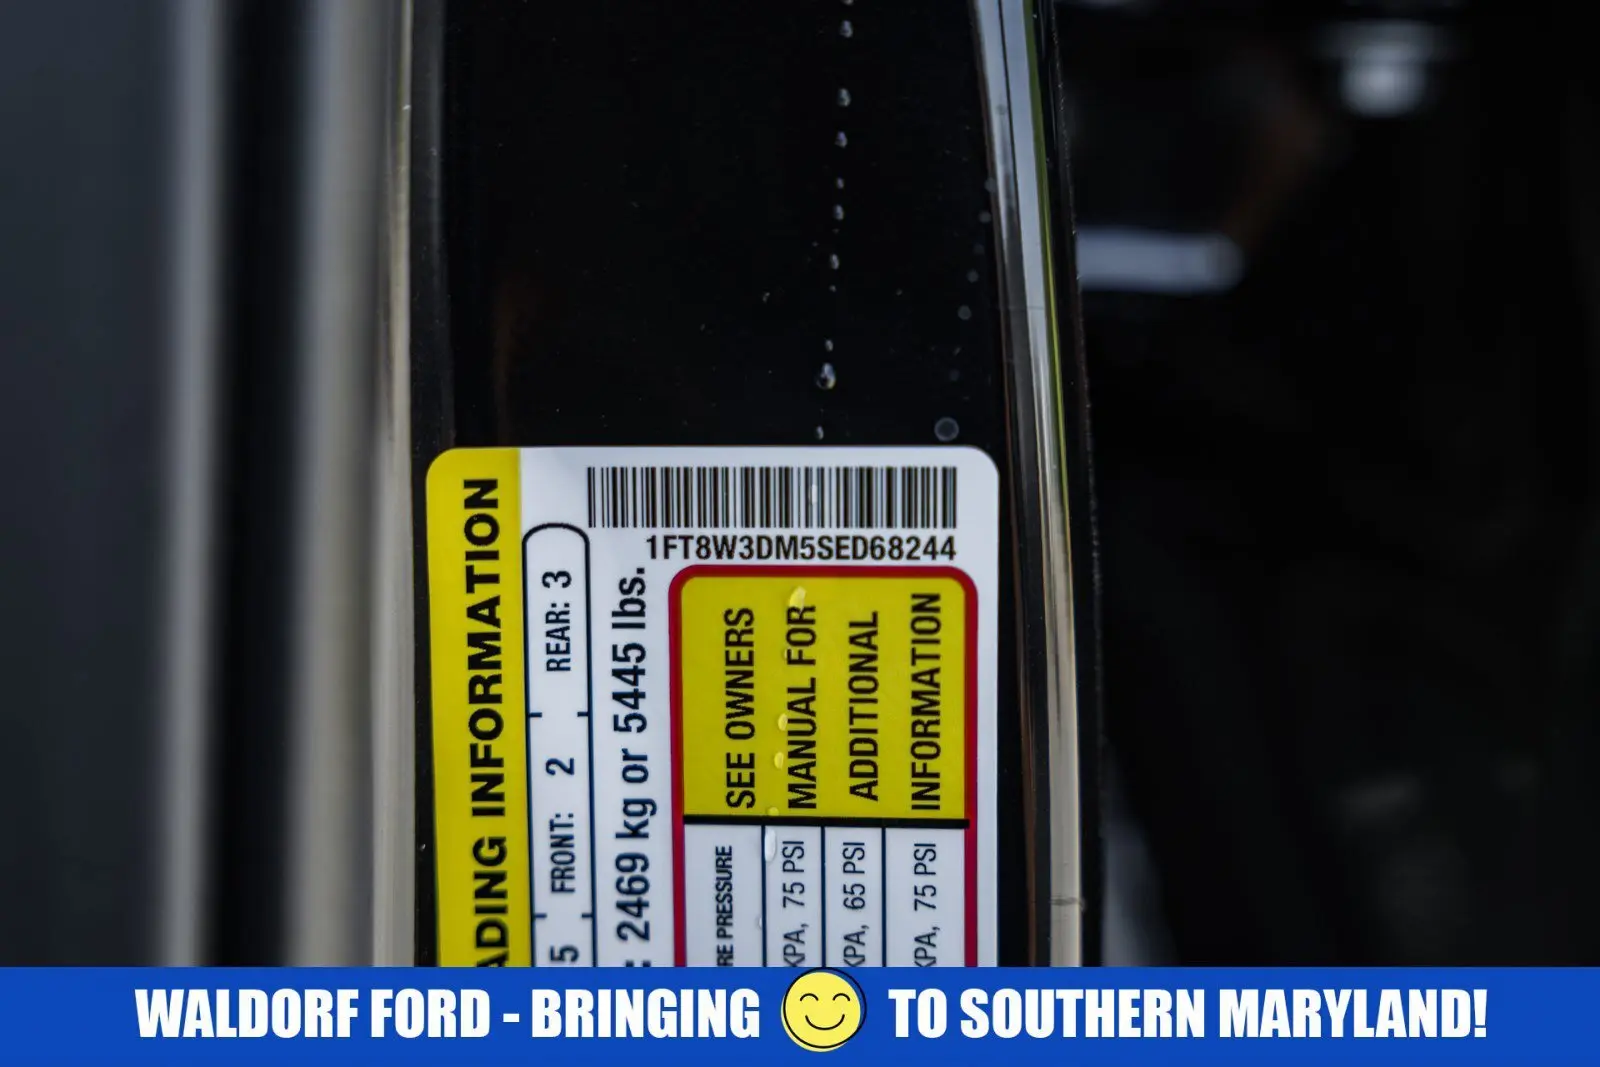 1FT8W3DM5SED68244
ADING INFORMATION
5 FRONT: 2 REAR: 3
: 2469 kg or 5445 lbs.
RE PRESSURE SEE OWNERS
KPA, 75 PSI MANUAL FOR
KPA, 65 PSI ADDITIONAL
KPA, 75 PSI INFORMATION
WALDORF FORD - BRINGING TO SOUTHERN MARYLAND!